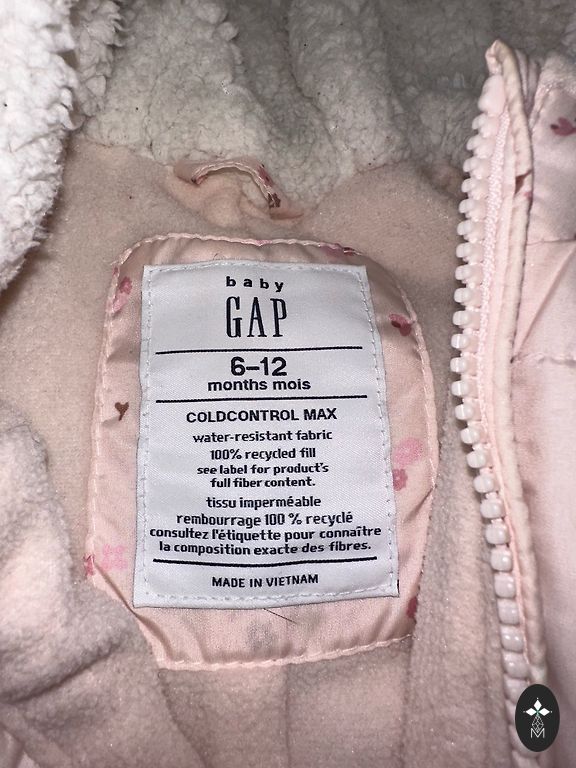 baby
GAP
6–12
months mois
COLDCONTROL MAX
water-resistant fabric
100% recycled fill
see label for product's
full fiber content.
tissu imperméable
rembourrage 100 % recyclé
consultez l'étiquette pour connaître
la composition exacte des fibres.
MADE IN VIETNAM
M